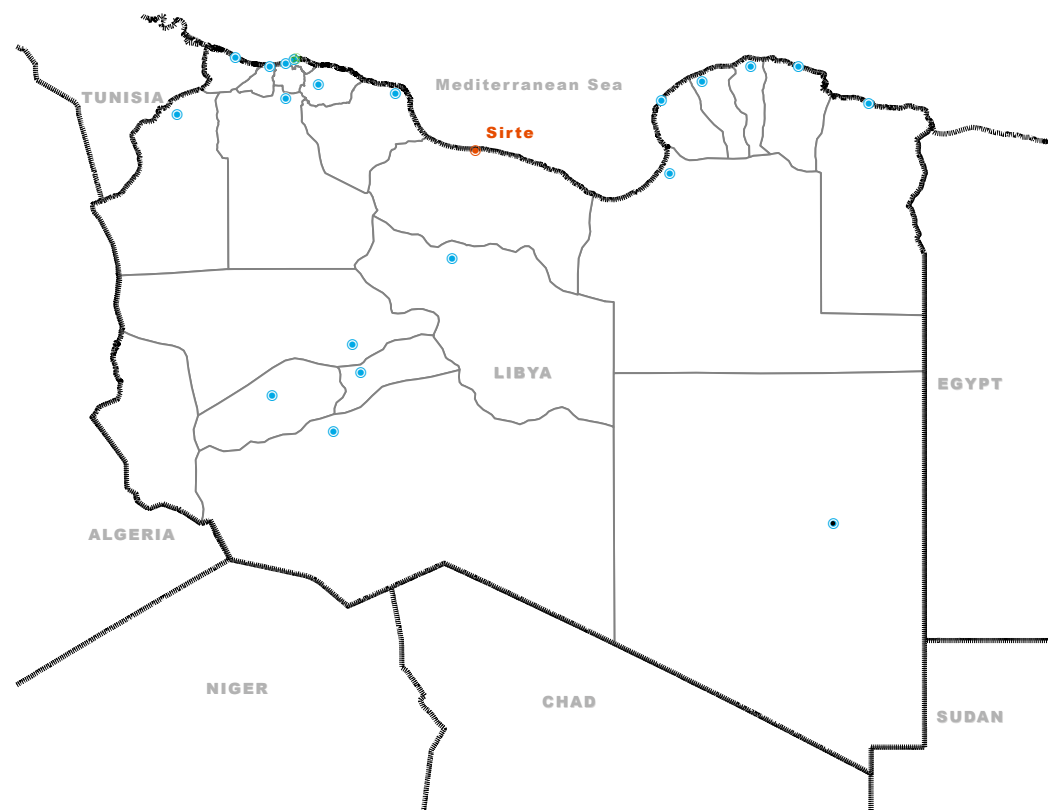 Mediterranean Sea
TUNISIA
Sirte
LIBYA
EGYPT
ALGERIA
NIGER
CHAD
SUDAN